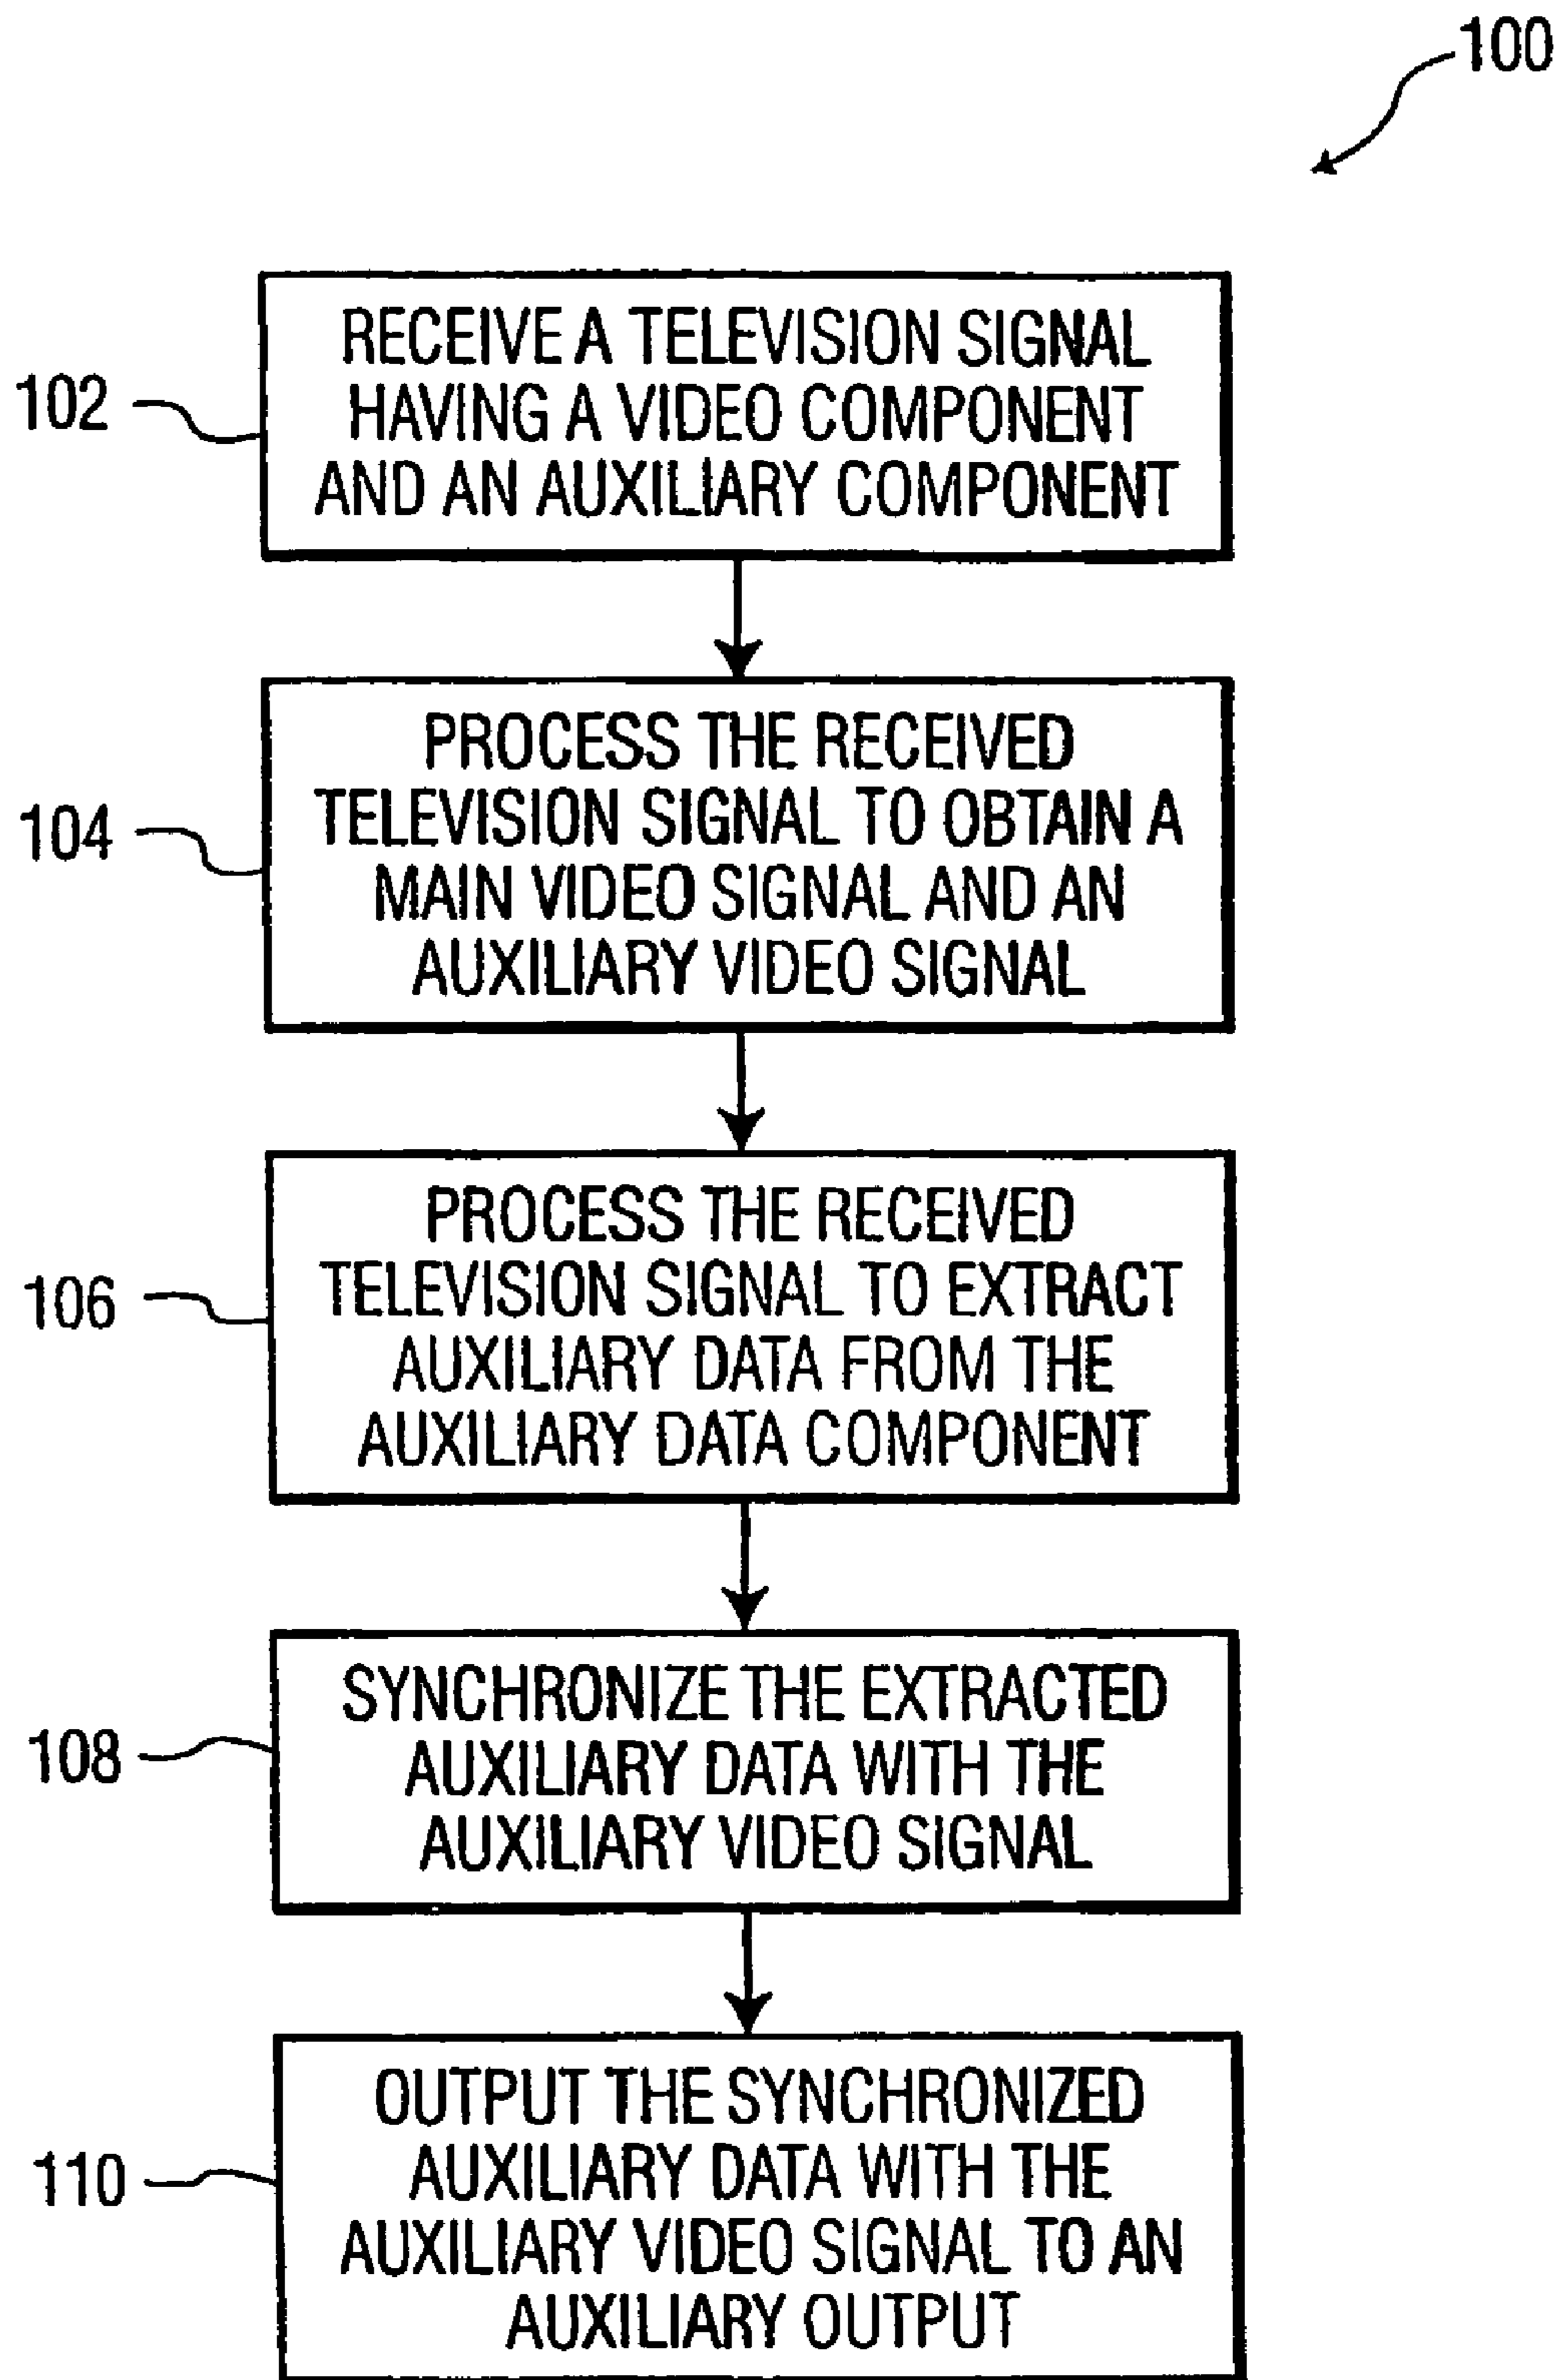 100
102
RECEIVE A TELEVISION SIGNAL
HAVING A VIDEO COMPONENT
AND AN AUXILIARY COMPONENT
104
PROCESS THE RECEIVED
TELEVISION SIGNAL TO OBTAIN A
MAIN VIDEO SIGNAL AND AN
AUXILIARY VIDEO SIGNAL
106
PROCESS THE RECEIVED
TELEVISION SIGNAL TO EXTRACT
AUXILIARY DATA FROM THE
AUXILIARY DATA COMPONENT
108
SYNCHRONIZE THE EXTRACTED
AUXILIARY DATA WITH THE
AUXILIARY VIDEO SIGNAL
110
OUTPUT THE SYNCHRONIZED
AUXILIARY DATA WITH THE
AUXILIARY VIDEO SIGNAL TO AN
AUXILIARY OUTPUT